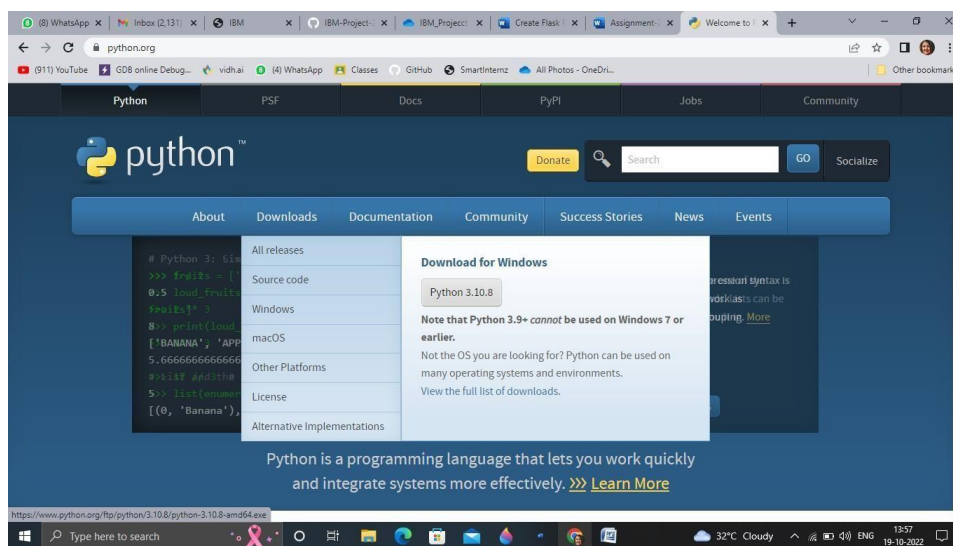 (8) WhatsApp
Inbox (2,131)
IBM
IBM-Project-
IBM_Project
Create Flask
Assignment-
Welcome to
python.org
(911) YouTube GDB online Debug... vidh.ai (4) WhatsApp Classes GitHub SmartInternz All Photos - OneDri... Other bookmark
Python PSF Docs PyPI Jobs Community
python™ Donate Search GO Socialize
About Downloads Documentation Community Success Stories News Events
All releases
Source code
Windows
macOS
Other Platforms
License
Alternative Implementations
Download for Windows
Python 3.10.8
Note that Python 3.9+ cannot be used on Windows 7 or
earlier.
Not the OS you are looking for? Python can be used on
many operating systems and environments.
View the full list of downloads.
# Python 3:
>>> fruits = ['
loud_fruits
>> print(loud_
['BANANA', 'APP
>> list(enumer
[(0, 'Banana'),
More
Python is a programming language that lets you work quickly
and integrate systems more effectively. >>> Learn More
https://www.python.org/ftp/python/3.10.8/python-3.10.8-amd64.exe
Type here to search 32°C Cloudy ENG 13:57
19-10-2022